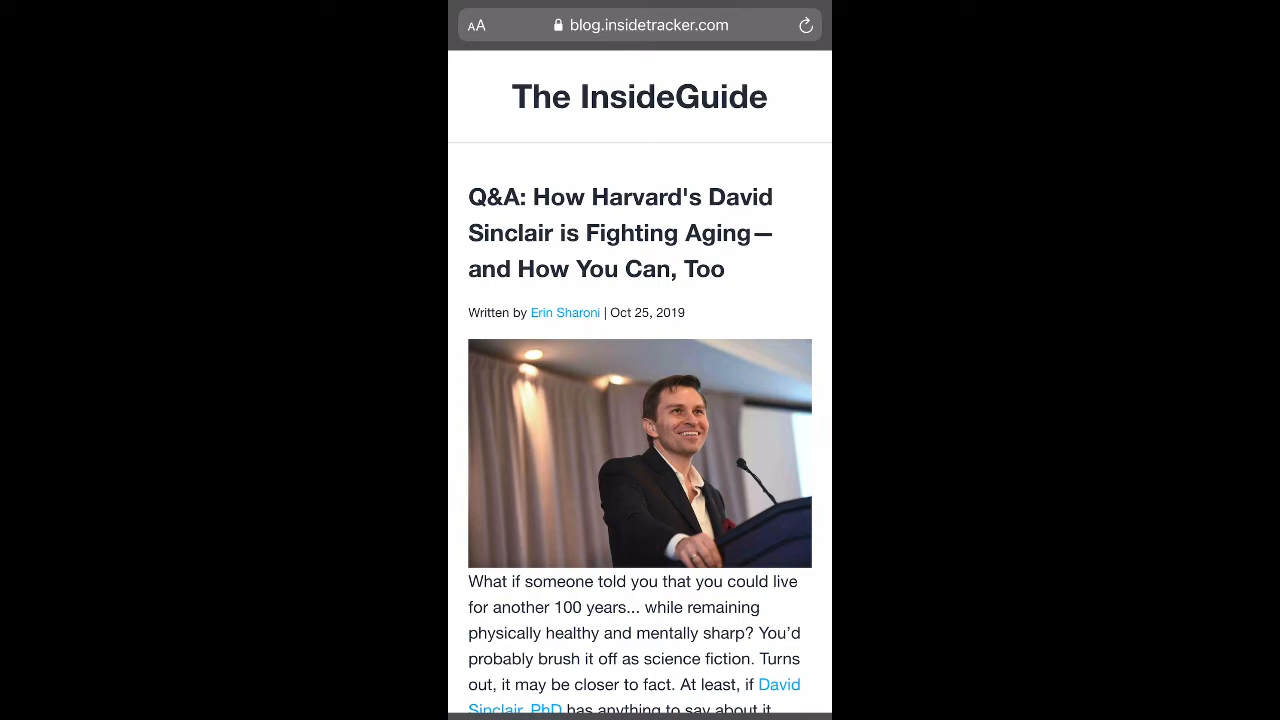 AA blog.insidetracker.com
The InsideGuide
Q&A: How Harvard's David
Sinclair is Fighting Aging—
and How You Can, Too
Written by Erin Sharoni | Oct 25, 2019
What if someone told you that you could live
for another 100 years... while remaining
physically healthy and mentally sharp? You’d
probably brush it off as science fiction. Turns
out, it may be closer to fact. At least, if David
Sinclair, PhD has anything to say about it